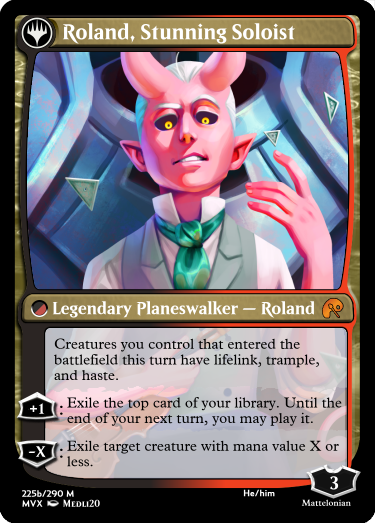 Roland, Stunning Soloist
Legendary Planeswalker — Roland
Creatures you control that entered the
battlefield this turn have lifelink, trample,
and haste.
+1: Exile the top card of your library. Until the
end of your next turn, you may play it.
-X: Exile target creature with mana value X or
less.
3
225b/290 M
He/him
MVX Medli20
Mattelonian